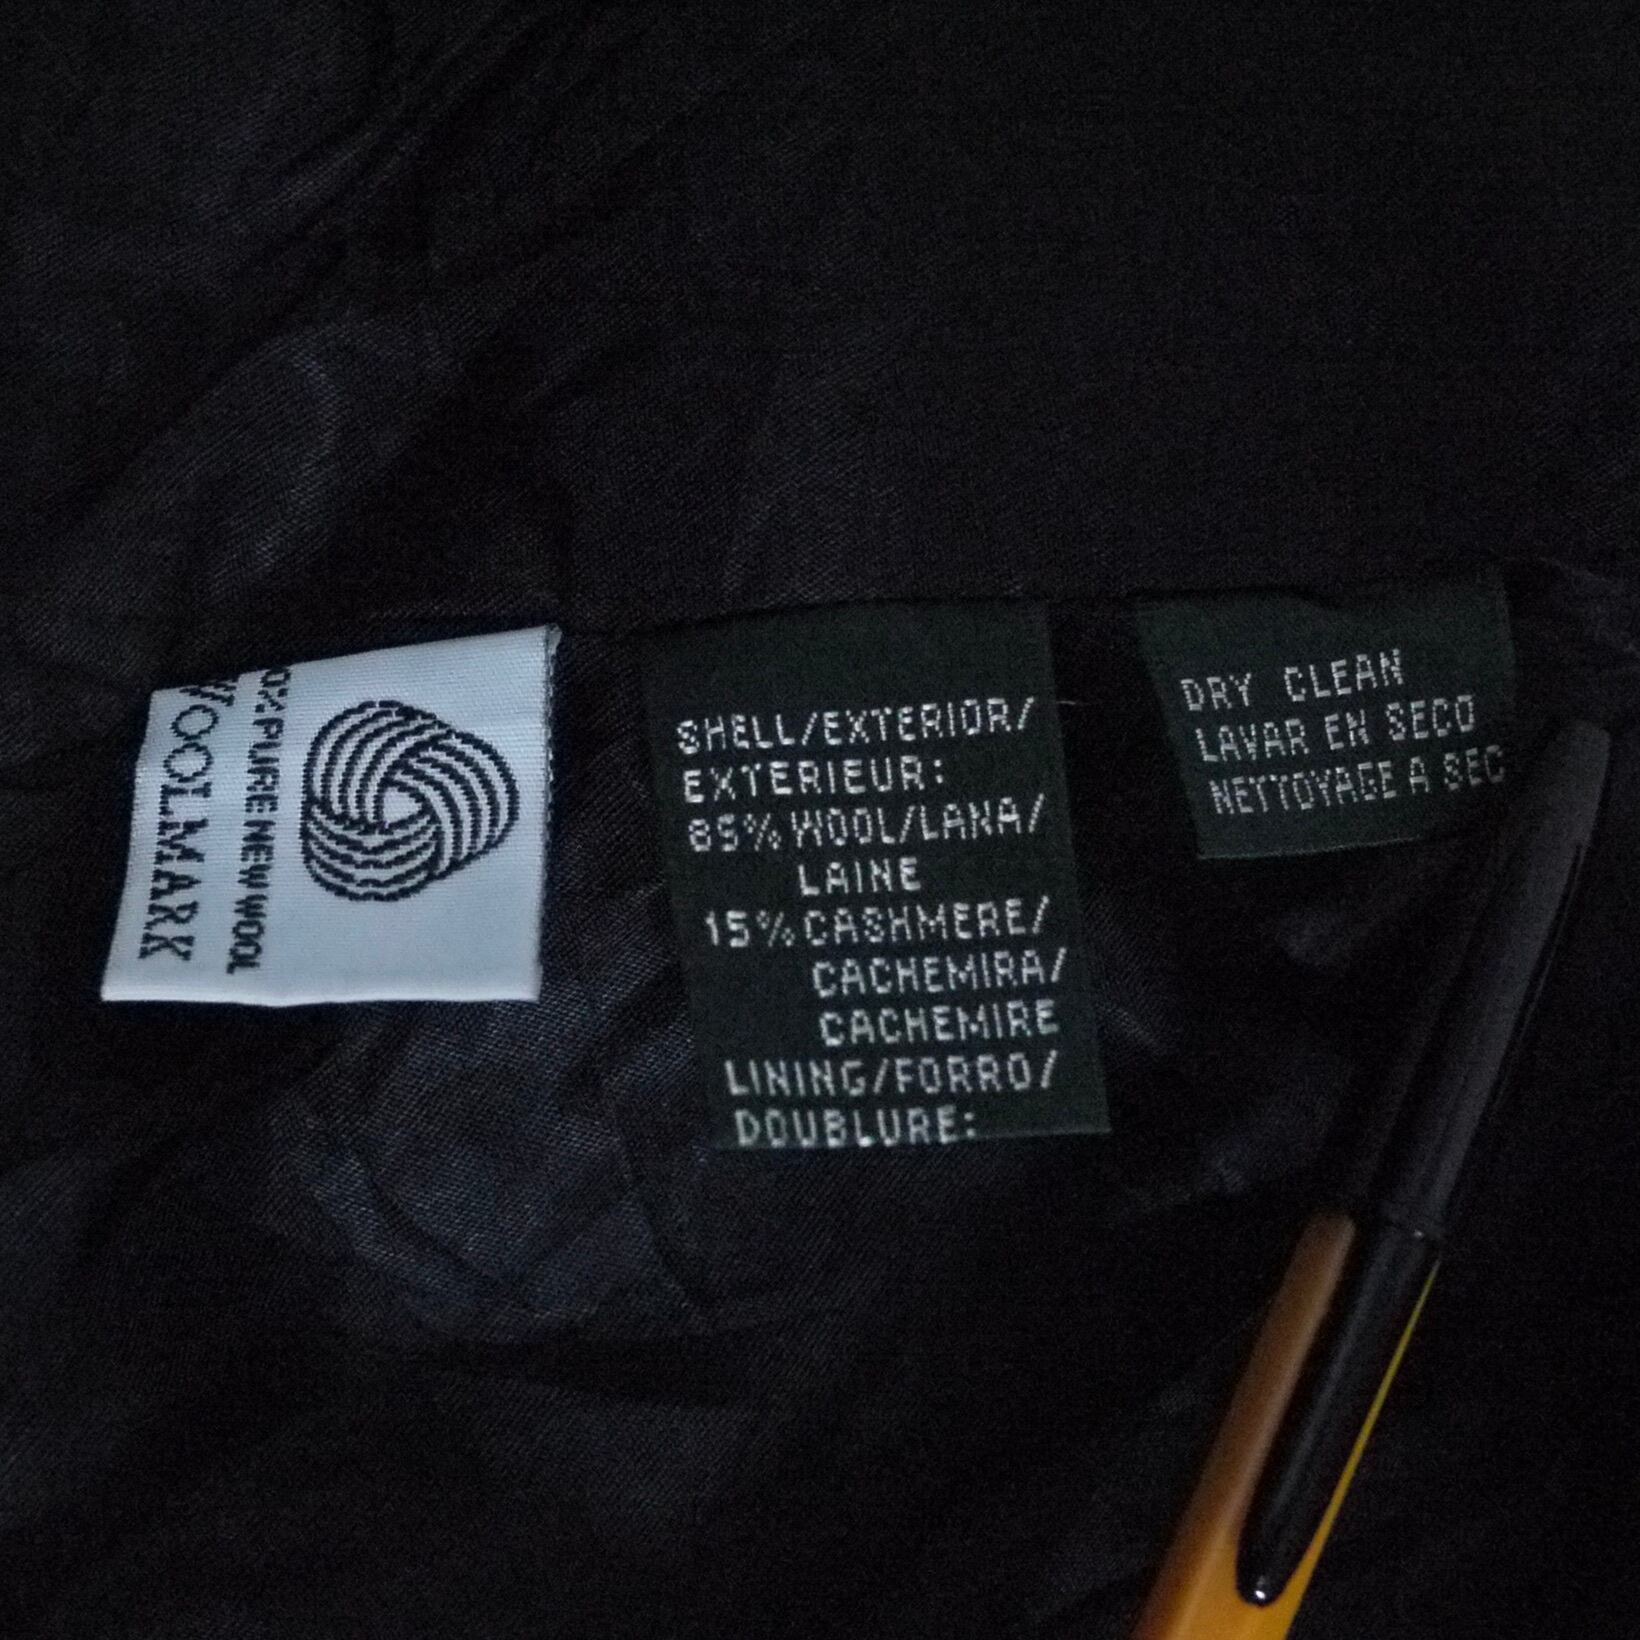 WOOLMARK
0% PURE NEW WOOL
SHELL/EXTERIOR/
EXTERIEUR:
85% WOOL/LANA/
LAINE
15% CASHMERE/
CACHEMIRA/
CACHEMIRE
LINING/FORRO/
DOUBLURE:
DRY CLEAN
LAVAR EN SECO
NETTOYAGE A SEC